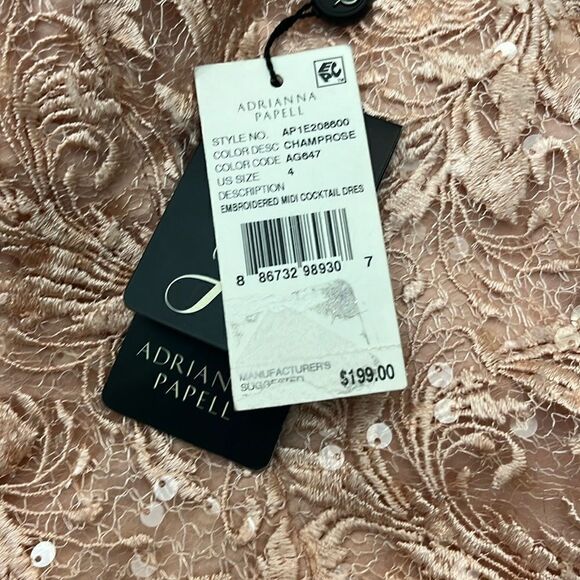 ADRIANNA
PAPELL
STYLE NO. AP1E208600
COLOR DESC CHAMPROSE
COLOR CODE AG647
US SIZE 4
DESCRIPTION
EMBROIDERED MIDI COCKTAIL DRES
8 86732 98930 7
MANUFACTURER'S
SUGGESTED $199.00
ADRIANNA
PAPELL